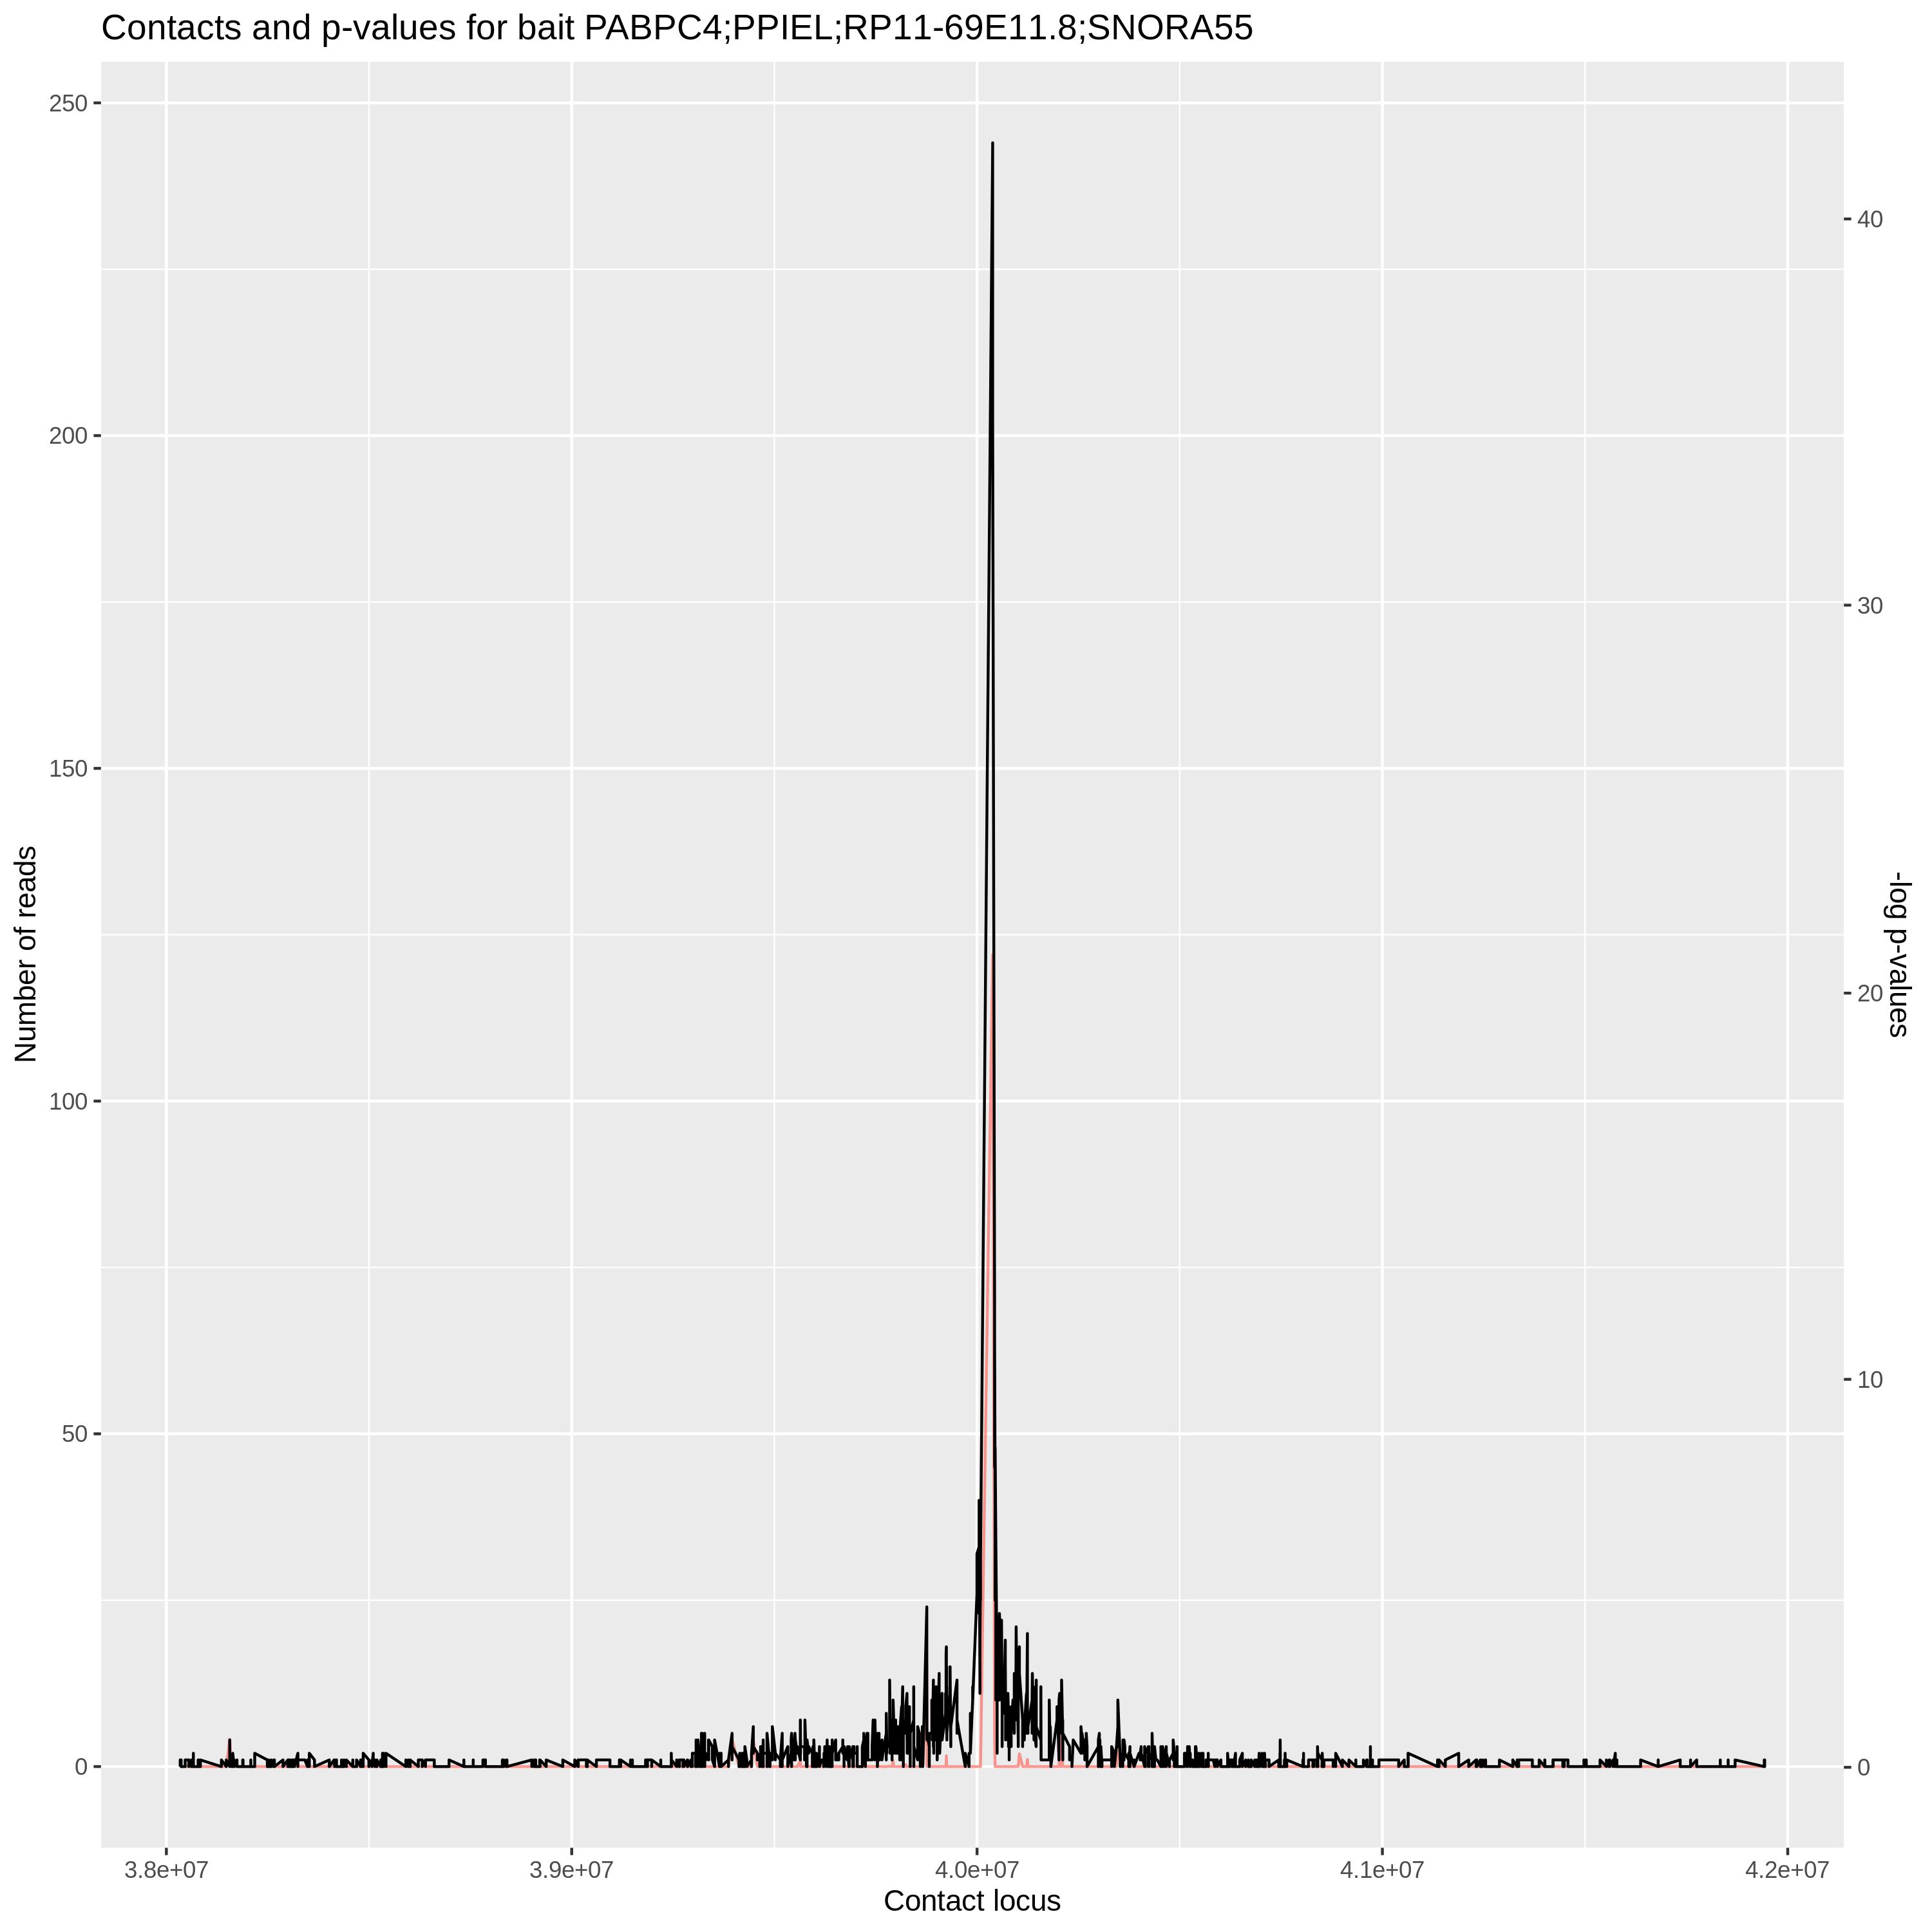 Contacts and p-values for bait PABPC4;PPIEL;RP11-69E11.8;SNORA55
250
200
150
100
50
0
Number of reads
40
30
20
10
0
-log p-values
3.8e+07 3.9e+07 4.0e+07 4.1e+07 4.2e+07
Contact locus